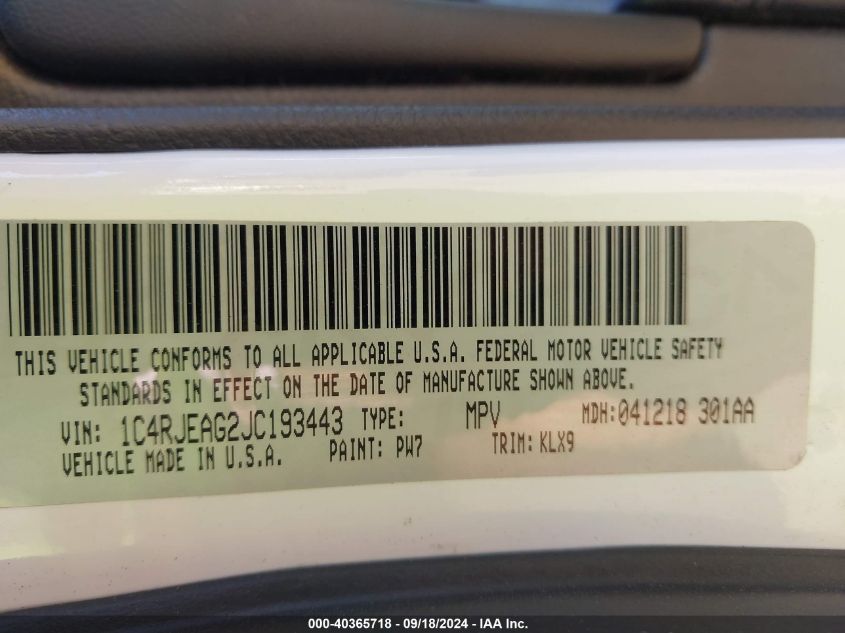 THIS VEHICLE CONFORMS TO ALL APPLICABLE U.S.A. FEDERAL MOTOR VEHICLE SAFETY
STANDARDS IN EFFECT ON THE DATE OF MANUFACTURE SHOWN ABOVE.
VIN: 1C4RJEAG2JC193443 TYPE: MPV MDH:041218 301AA
VEHICLE MADE IN U.S.A. PAINT: PW7 TRIM: KLX9
000-40365718 / 09/18/2024 - IAA Inc.